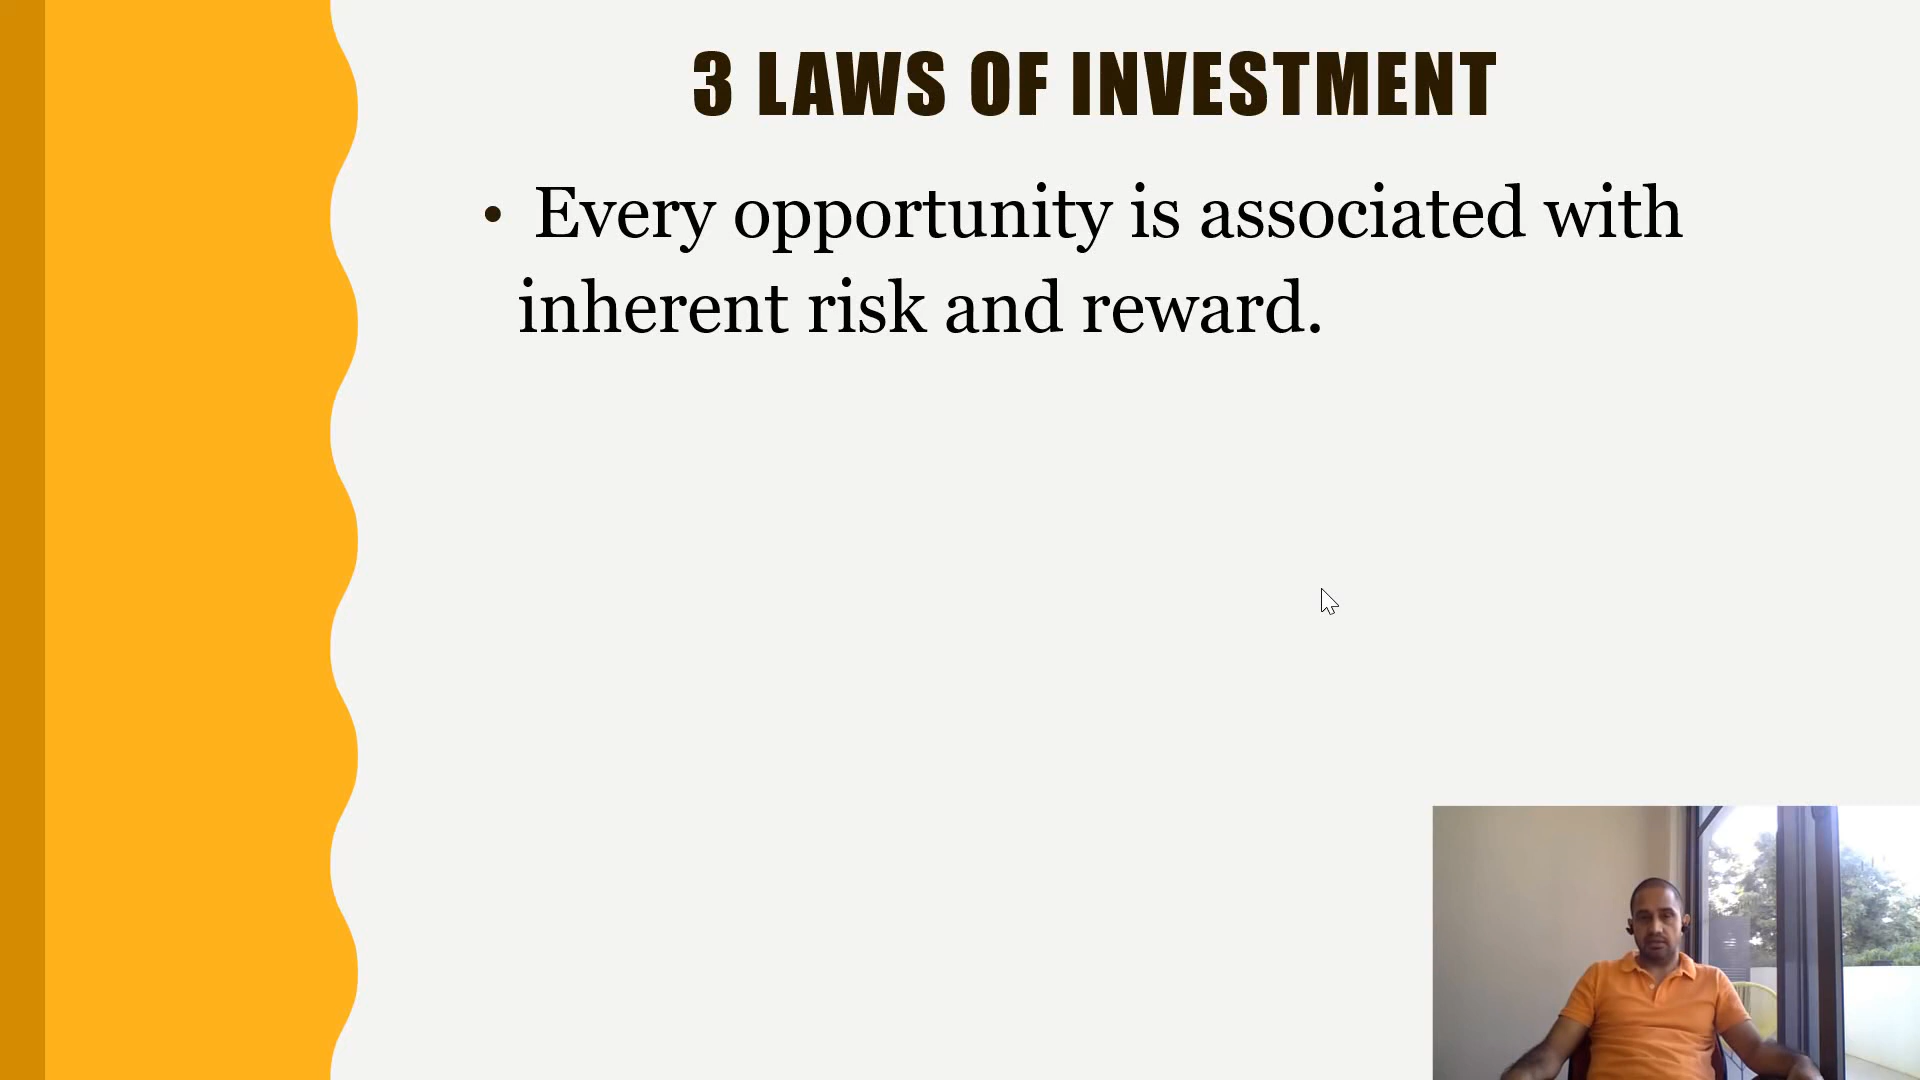 3 LAWS OF INVESTMENT
• Every opportunity is associated with
inherent risk and reward.